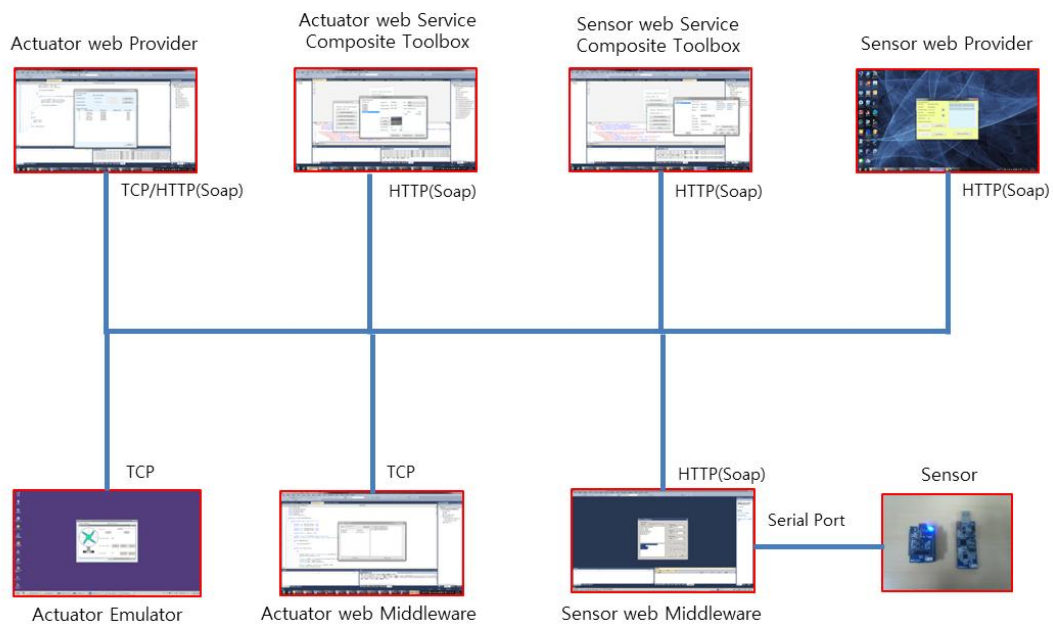 Actuator web Provider
Actuator web Service
Composite Toolbox
Sensor web Service
Composite Toolbox
Sensor web Provider
TCP/HTTP(Soap)
HTTP(Soap)
HTTP(Soap)
HTTP(Soap)
TCP
TCP
HTTP(Soap)
Sensor
Serial Port
Actuator Emulator
Actuator web Middleware
Sensor web Middleware